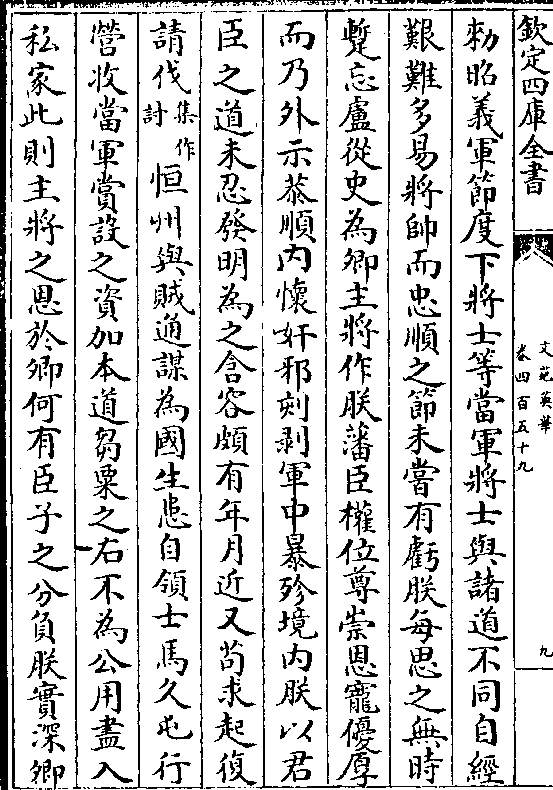 欽定四庫全書
文苑英華
卷四百五十九
九
勅昭義軍節度下將士等當軍將士與諸道不同自經
艱難多易將帥而忠順之節未嘗有虧朕每思之無時
蹔忘盧從史為卿主將作朕藩臣權位尊崇恩寵優厚
而乃外示恭順内懷奸邪刻剥軍中暴殄境内朕以君
臣之道未忍發明為之含容頗有年月近又苟求起復
請伐集作討恒州與賊通謀為國生患自領士馬久屯行
營收當軍賞設之資加本道芻粟之右不為公用盡入
私家此則主將之恩於卿何有臣子之分負朕實深卿